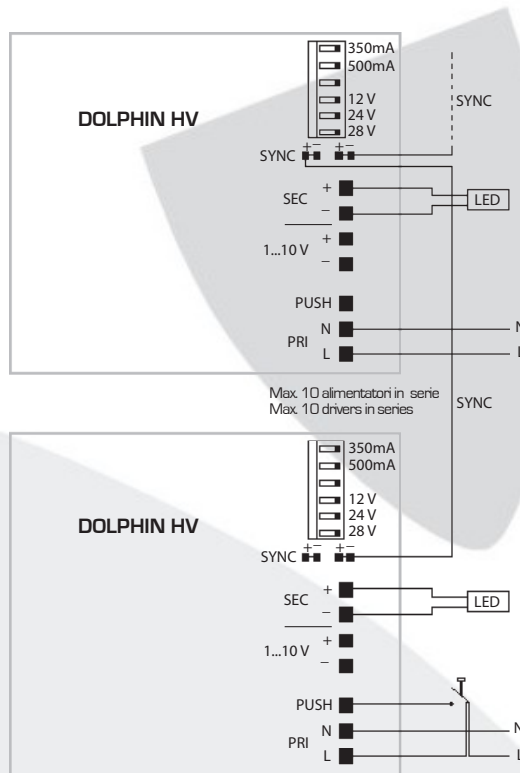 350mA
500mA
DOLPHIN HV
12 V
24 V
28 V
SYNC
+ − + −
SYNC
SEC
+
−
LED
1...10 V
+
−
PUSH
PRI
N
L
N
L
Max. 10 alimentatori in serie
Max. 10 drivers in series
SYNC
350mA
500mA
12 V
24 V
28 V
DOLPHIN HV
+ − + −
SYNC
SEC
+
−
LED
1...10 V
+
−
PUSH
PRI
N
L
N
L